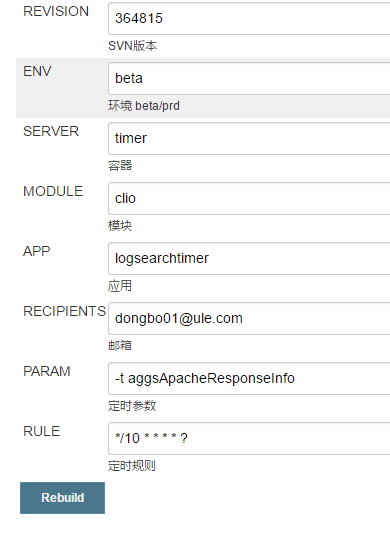 REVISION 364815
SVN版本
ENV beta
环境 beta/prd
SERVER timer
容器
MODULE clio
模块
APP logsearchtimer
应用
RECIPIENTS dongbo01@ule.com
邮箱
PARAM -t aggsApacheResponseInfo
定时参数
RULE */10 * * * * ?
定时规则
Rebuild